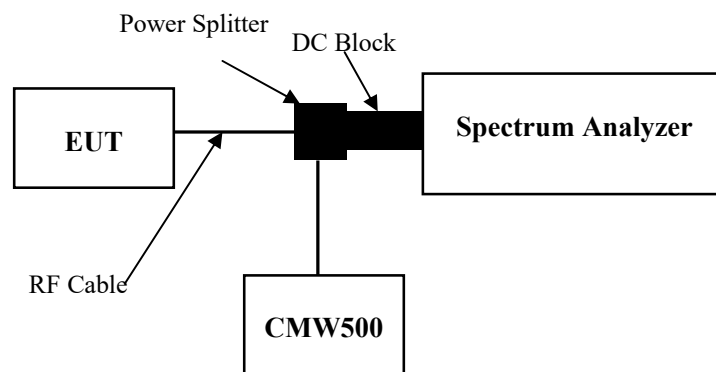 Power Splitter
DC Block
EUT
Spectrum Analyzer
RF Cable
CMW500